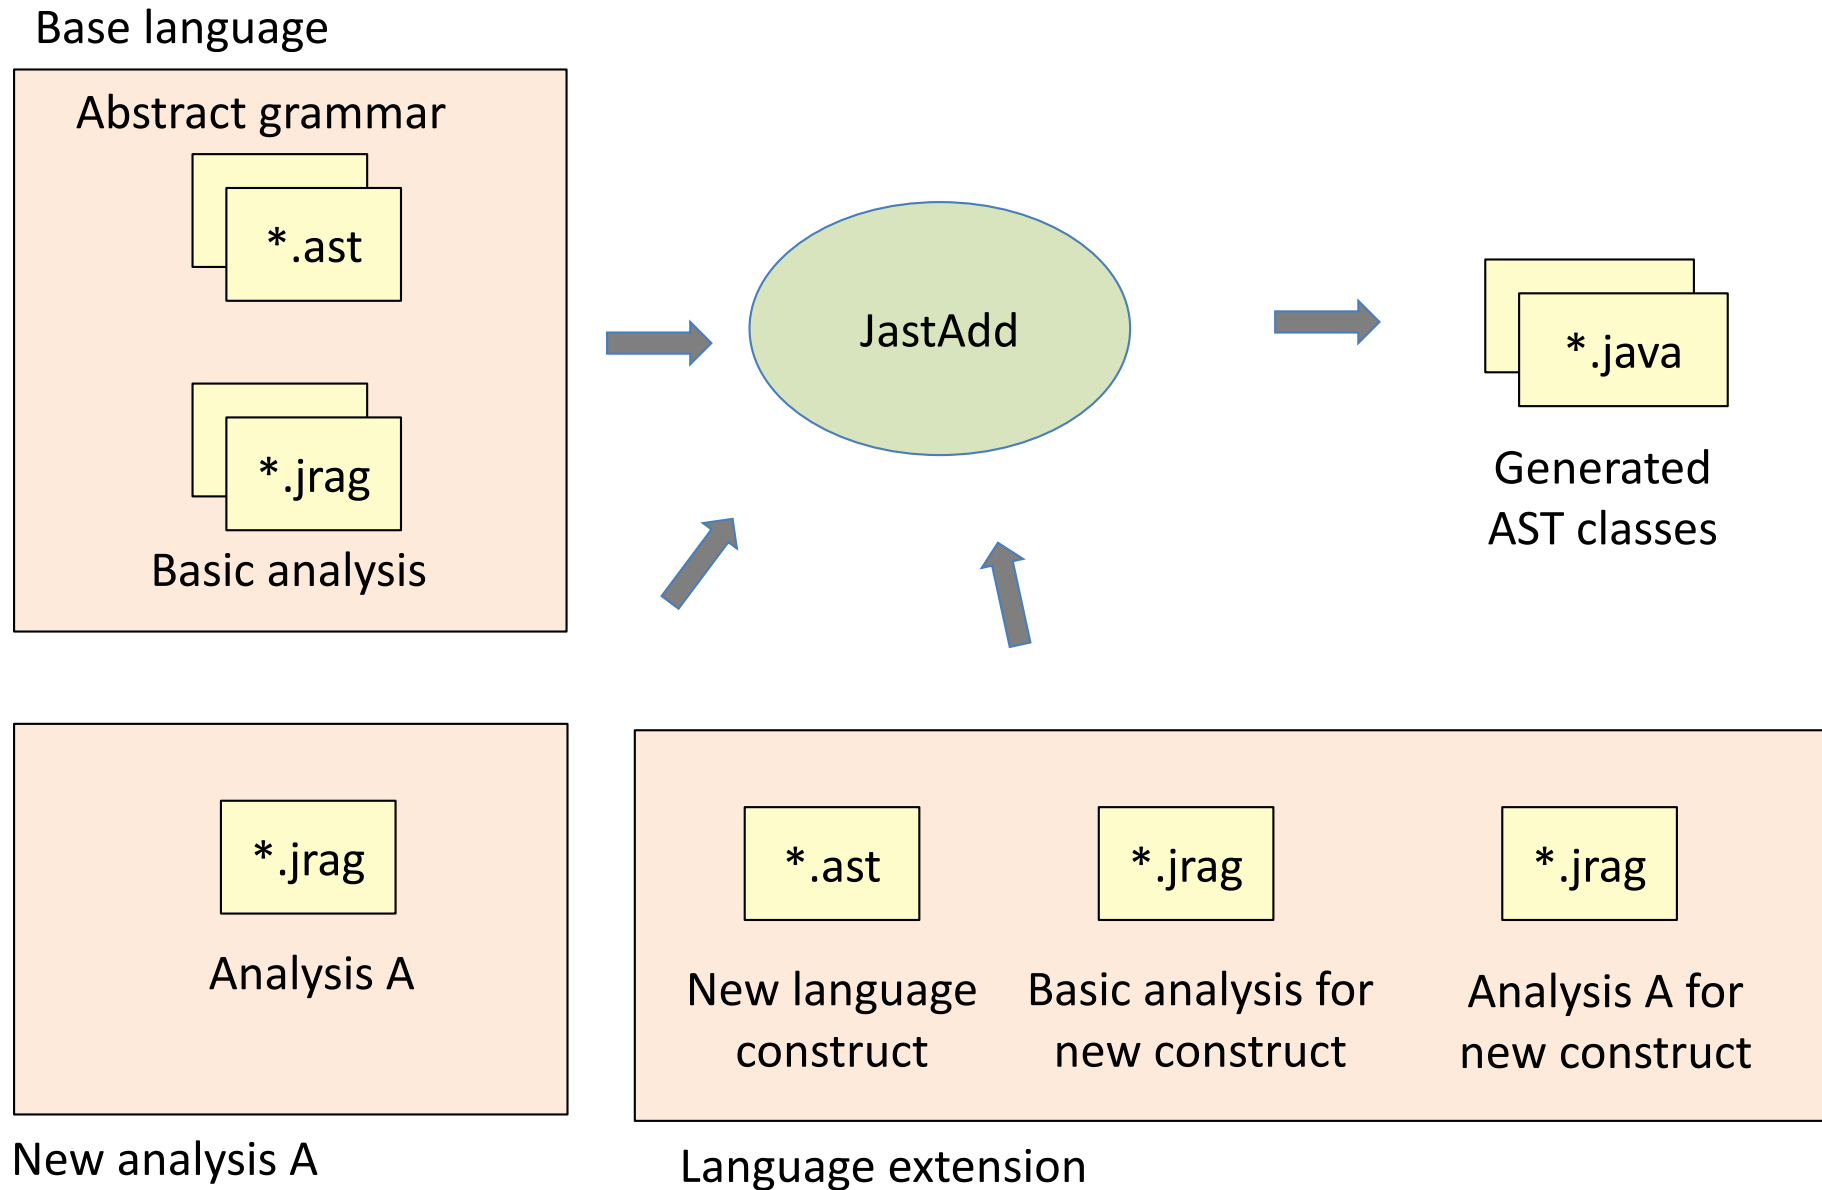 Base language
Abstract grammar
*.ast
*.jrag
Basic analysis
JastAdd
*.java
Generated
AST classes
*.jrag
Analysis A
New analysis A
*.ast
New language
construct
*.jrag
Basic analysis for
new construct
*.jrag
Analysis A for
new construct
Language extension